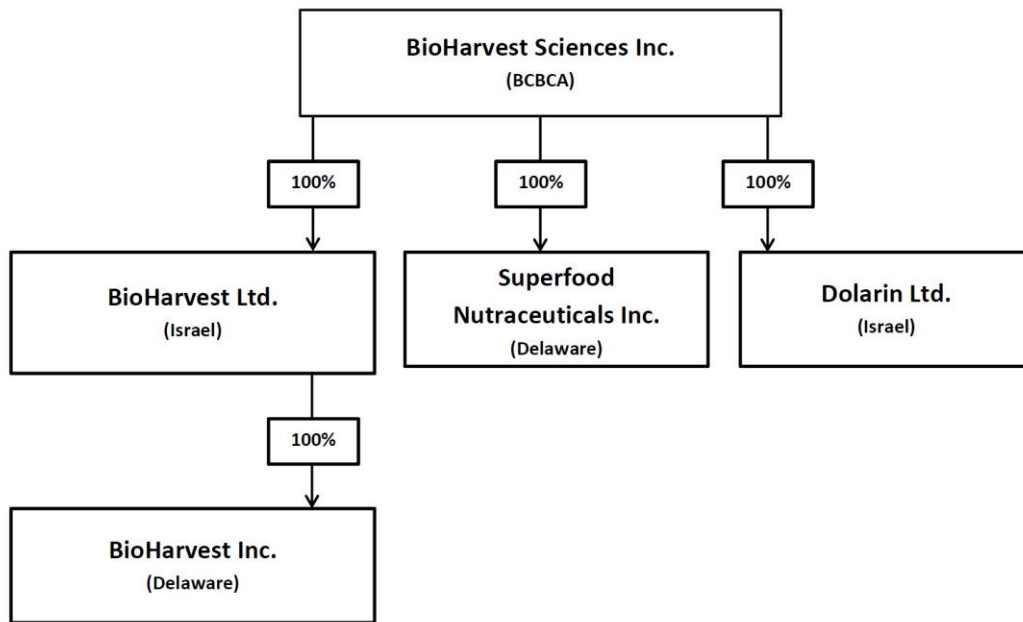 BioHarvest Sciences Inc.
(BCBCA)
100%
100%
100%
BioHarvest Ltd.
(Israel)
Superfood
Nutraceuticals Inc.
(Delaware)
Dolarin Ltd.
(Israel)
100%
BioHarvest Inc.
(Delaware)